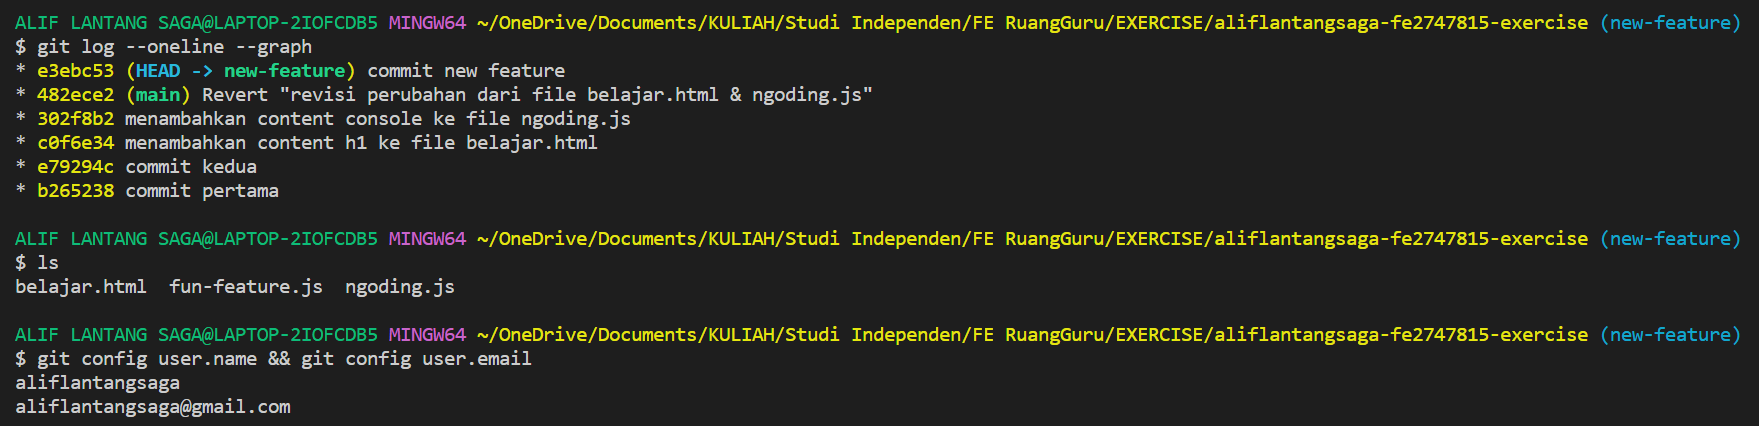 ALIF LANTANG SAGA@LAPTOP-2IOFCDB5 MINGW64 ~/OneDrive/Documents/KULIAH/Studi Independen/FE RuangGuru/EXERCISE/aliflantangsaga-fe2747815-exercise (new-feature)
$ git log --oneline --graph
* e3ebc53 (HEAD -> new-feature) commit new feature
* 482ece2 (main) Revert "revisi perubahan dari file belajar.html & ngoding.js"
* 302f8b2 menambahkan content console ke file ngoding.js
* c0f6e34 menambahkan content h1 ke file belajar.html
* e79294c commit kedua
* b265238 commit pertama
ALIF LANTANG SAGA@LAPTOP-2IOFCDB5 MINGW64 ~/OneDrive/Documents/KULIAH/Studi Independen/FE RuangGuru/EXERCISE/aliflantangsaga-fe2747815-exercise (new-feature)
$ ls
belajar.html  fun-feature.js  ngoding.js
ALIF LANTANG SAGA@LAPTOP-2IOFCDB5 MINGW64 ~/OneDrive/Documents/KULIAH/Studi Independen/FE RuangGuru/EXERCISE/aliflantangsaga-fe2747815-exercise (new-feature)
$ git config user.name && git config user.email
aliflantangsaga
aliflantangsaga@gmail.com